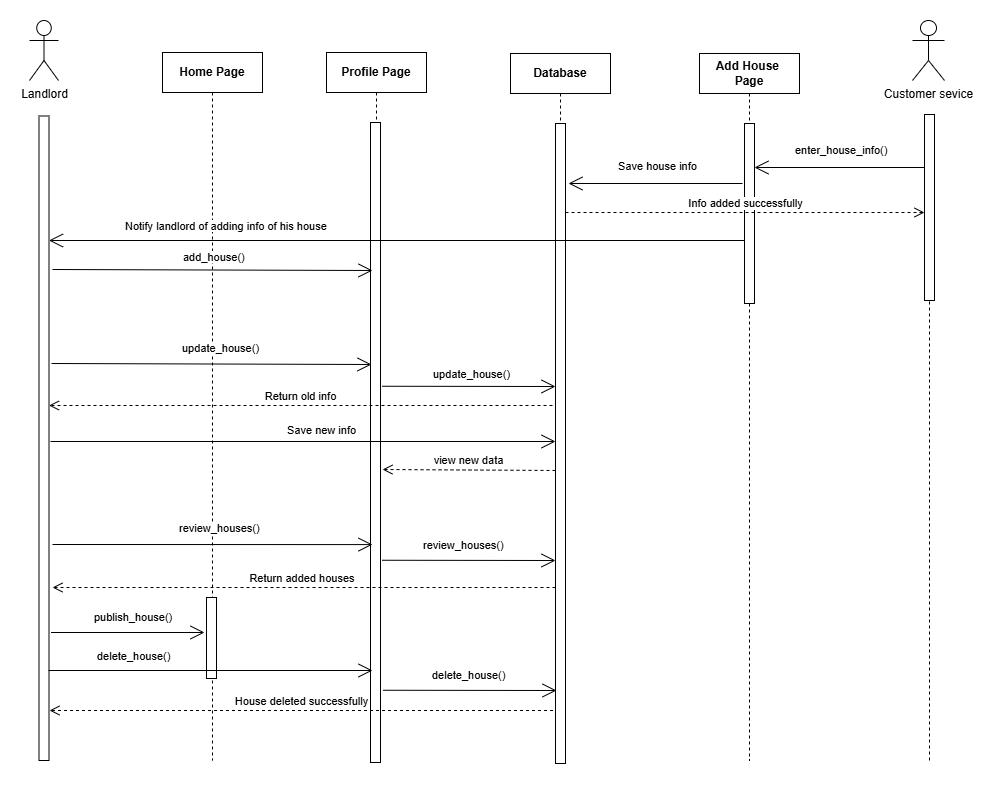 Landlord
Home Page
Profile Page
Database
Add House
Page
Customer sevice
enter_house_info()
Save house info
Info added successfully
Notify landlord of adding info of his house
add_house()
update_house()
update_house()
Return old info
Save new info
view new data
review_houses()
review_houses()
Return added houses
publish_house()
delete_house()
delete_house()
House deleted successfully